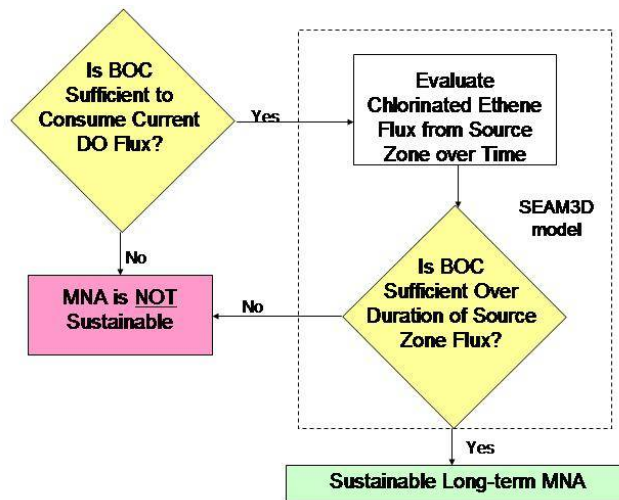 Is BOC
Sufficient to
Consume Current
DO Flux?
Yes
Evaluate
Chlorinated Ethene
Flux from Source
Zone over Time
SEAM3D
model
No
MNA is NOT
Sustainable
No
Is BOC
Sufficient Over
Duration of Source
Zone Flux?
Yes
Sustainable Long-term MNA